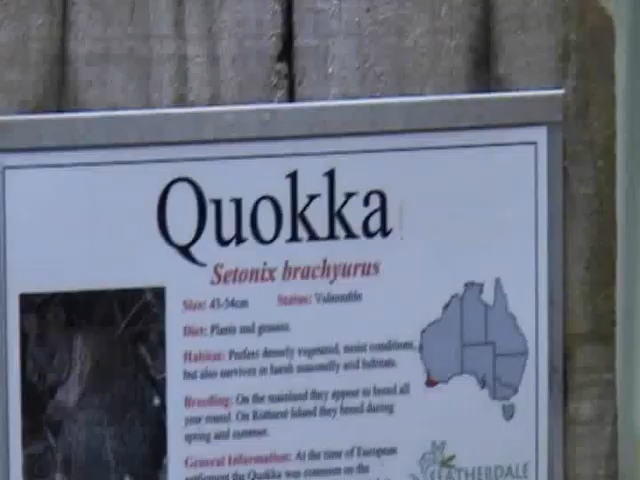 Quokka
Setonix brachyurus
Size: 43-54cm Status: Vulnerable
Diet: Plants and grasses.
Habitat: Prefers densely vegetated, moist conditions,
but also survives in harsh seasonally arid habitats.
Breeding: On the mainland they appear to breed all
year round. On Rottnest Island they breed during
spring and summer.
General Information: At the time of European
settlement the Quokka was common on the
FEATHERDALE